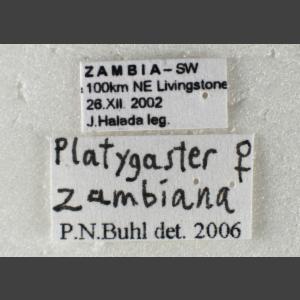 ZAMBIA-SW
100km NE Livingstone
26.XII. 2002
J.Halada leg.
Platygaster ♀
zambiana
P.N.Buhl det. 2006